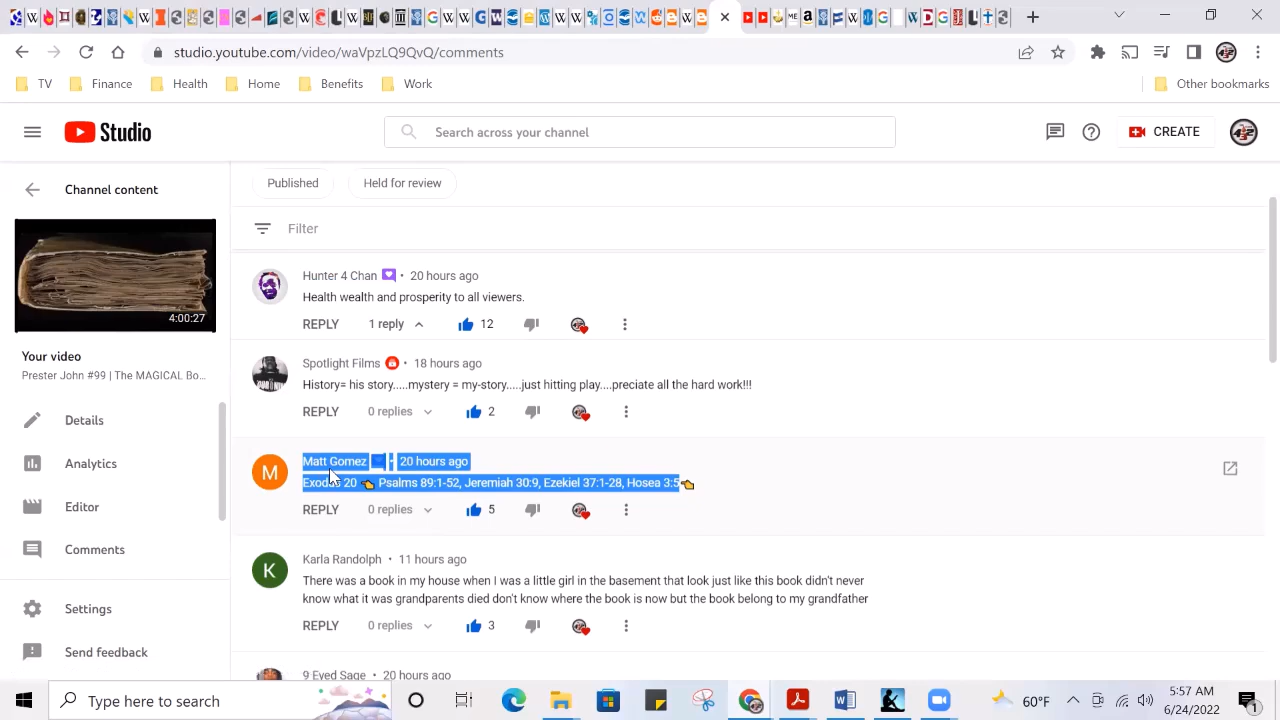 studio.youtube.com/video/waVpzLQ9QvQ/comments
TV Finance Health Home Benefits Work Other bookmarks
Studio
Search across your channel
CREATE
Channel content
4:00:27
Your video
Prester John #99 | The MAGICAL Bo...
Details
Analytics
Editor
Comments
Settings
Send feedback
Published Held for review
Filter
Hunter 4 Chan • 20 hours ago
Health wealth and prosperity to all viewers.
REPLY 1 reply 12
Spotlight Films • 18 hours ago
History= his story.....mystery = my-story.....just hitting play....preciate all the hard work!!!
REPLY 0 replies 2
M
Matt Gomez • 20 hours ago
Exodus 20 👈 Psalms 89:1-52, Jeremiah 30:9, Ezekiel 37:1-28, Hosea 3:5👈
REPLY 0 replies 5
K
Karla Randolph • 11 hours ago
There was a book in my house when I was a little girl in the basement that look just like this book didn't never
know what it was grandparents died don't know where the book is now but the book belong to my grandfather
REPLY 0 replies 3
9 Eyed Sage • 20 hours ago
Type here to search
60°F
5:57 AM
6/24/2022
1